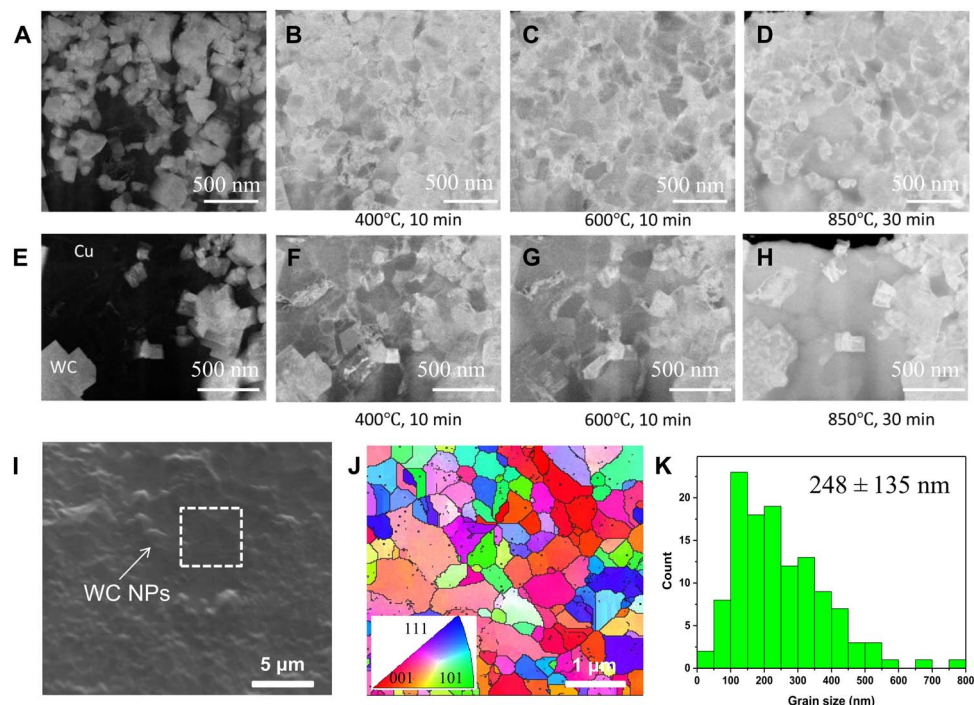 A
B
C
D
500 nm
500 nm
500 nm
500 nm
400℃, 10 min
600℃, 10 min
850℃, 30 min
E
Cu
F
G
H
WC
500 nm
500 nm
500 nm
500 nm
400℃, 10 min
600℃, 10 min
850℃, 30 min
I
WC NPs
5 μm
J
111
001
101
1 μm
K
248 ± 135 nm
Count
20
15
10
5
0
0 100 200 300 400 500 600 700 800
Grain size (nm)